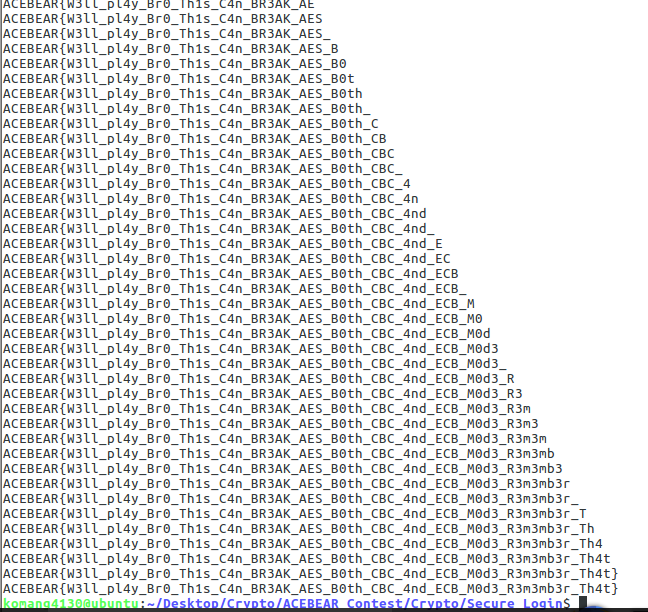 ACEBEAR{W3ll_pl4y_Br0_Th1s_C4n_BR3AK_AE
ACEBEAR{W3ll_pl4y_Br0_Th1s_C4n_BR3AK_AES
ACEBEAR{W3ll_pl4y_Br0_Th1s_C4n_BR3AK_AES_
ACEBEAR{W3ll_pl4y_Br0_Th1s_C4n_BR3AK_AES_B
ACEBEAR{W3ll_pl4y_Br0_Th1s_C4n_BR3AK_AES_B0
ACEBEAR{W3ll_pl4y_Br0_Th1s_C4n_BR3AK_AES_B0t
ACEBEAR{W3ll_pl4y_Br0_Th1s_C4n_BR3AK_AES_B0th
ACEBEAR{W3ll_pl4y_Br0_Th1s_C4n_BR3AK_AES_B0th_
ACEBEAR{W3ll_pl4y_Br0_Th1s_C4n_BR3AK_AES_B0th_C
ACEBEAR{W3ll_pl4y_Br0_Th1s_C4n_BR3AK_AES_B0th_CB
ACEBEAR{W3ll_pl4y_Br0_Th1s_C4n_BR3AK_AES_B0th_CBC
ACEBEAR{W3ll_pl4y_Br0_Th1s_C4n_BR3AK_AES_B0th_CBC_
ACEBEAR{W3ll_pl4y_Br0_Th1s_C4n_BR3AK_AES_B0th_CBC_4
ACEBEAR{W3ll_pl4y_Br0_Th1s_C4n_BR3AK_AES_B0th_CBC_4n
ACEBEAR{W3ll_pl4y_Br0_Th1s_C4n_BR3AK_AES_B0th_CBC_4nd
ACEBEAR{W3ll_pl4y_Br0_Th1s_C4n_BR3AK_AES_B0th_CBC_4nd_
ACEBEAR{W3ll_pl4y_Br0_Th1s_C4n_BR3AK_AES_B0th_CBC_4nd_E
ACEBEAR{W3ll_pl4y_Br0_Th1s_C4n_BR3AK_AES_B0th_CBC_4nd_EC
ACEBEAR{W3ll_pl4y_Br0_Th1s_C4n_BR3AK_AES_B0th_CBC_4nd_ECB
ACEBEAR{W3ll_pl4y_Br0_Th1s_C4n_BR3AK_AES_B0th_CBC_4nd_ECB_
ACEBEAR{W3ll_pl4y_Br0_Th1s_C4n_BR3AK_AES_B0th_CBC_4nd_ECB_M
ACEBEAR{W3ll_pl4y_Br0_Th1s_C4n_BR3AK_AES_B0th_CBC_4nd_ECB_M0
ACEBEAR{W3ll_pl4y_Br0_Th1s_C4n_BR3AK_AES_B0th_CBC_4nd_ECB_M0d
ACEBEAR{W3ll_pl4y_Br0_Th1s_C4n_BR3AK_AES_B0th_CBC_4nd_ECB_M0d3
ACEBEAR{W3ll_pl4y_Br0_Th1s_C4n_BR3AK_AES_B0th_CBC_4nd_ECB_M0d3_
ACEBEAR{W3ll_pl4y_Br0_Th1s_C4n_BR3AK_AES_B0th_CBC_4nd_ECB_M0d3_R
ACEBEAR{W3ll_pl4y_Br0_Th1s_C4n_BR3AK_AES_B0th_CBC_4nd_ECB_M0d3_R3
ACEBEAR{W3ll_pl4y_Br0_Th1s_C4n_BR3AK_AES_B0th_CBC_4nd_ECB_M0d3_R3m
ACEBEAR{W3ll_pl4y_Br0_Th1s_C4n_BR3AK_AES_B0th_CBC_4nd_ECB_M0d3_R3m3
ACEBEAR{W3ll_pl4y_Br0_Th1s_C4n_BR3AK_AES_B0th_CBC_4nd_ECB_M0d3_R3m3m
ACEBEAR{W3ll_pl4y_Br0_Th1s_C4n_BR3AK_AES_B0th_CBC_4nd_ECB_M0d3_R3m3mb
ACEBEAR{W3ll_pl4y_Br0_Th1s_C4n_BR3AK_AES_B0th_CBC_4nd_ECB_M0d3_R3m3mb3
ACEBEAR{W3ll_pl4y_Br0_Th1s_C4n_BR3AK_AES_B0th_CBC_4nd_ECB_M0d3_R3m3mb3r
ACEBEAR{W3ll_pl4y_Br0_Th1s_C4n_BR3AK_AES_B0th_CBC_4nd_ECB_M0d3_R3m3mb3r_
ACEBEAR{W3ll_pl4y_Br0_Th1s_C4n_BR3AK_AES_B0th_CBC_4nd_ECB_M0d3_R3m3mb3r_T
ACEBEAR{W3ll_pl4y_Br0_Th1s_C4n_BR3AK_AES_B0th_CBC_4nd_ECB_M0d3_R3m3mb3r_Th
ACEBEAR{W3ll_pl4y_Br0_Th1s_C4n_BR3AK_AES_B0th_CBC_4nd_ECB_M0d3_R3m3mb3r_Th4
ACEBEAR{W3ll_pl4y_Br0_Th1s_C4n_BR3AK_AES_B0th_CBC_4nd_ECB_M0d3_R3m3mb3r_Th4t
ACEBEAR{W3ll_pl4y_Br0_Th1s_C4n_BR3AK_AES_B0th_CBC_4nd_ECB_M0d3_R3m3mb3r_Th4t}
ACEBEAR{W3ll_pl4y_Br0_Th1s_C4n_BR3AK_AES_B0th_CBC_4nd_ECB_M0d3_R3m3mb3r_Th4t}
komang4130@ubuntu:~/Desktop/Crypto/ACEBEAR Contest/Crypto/Secure Login$